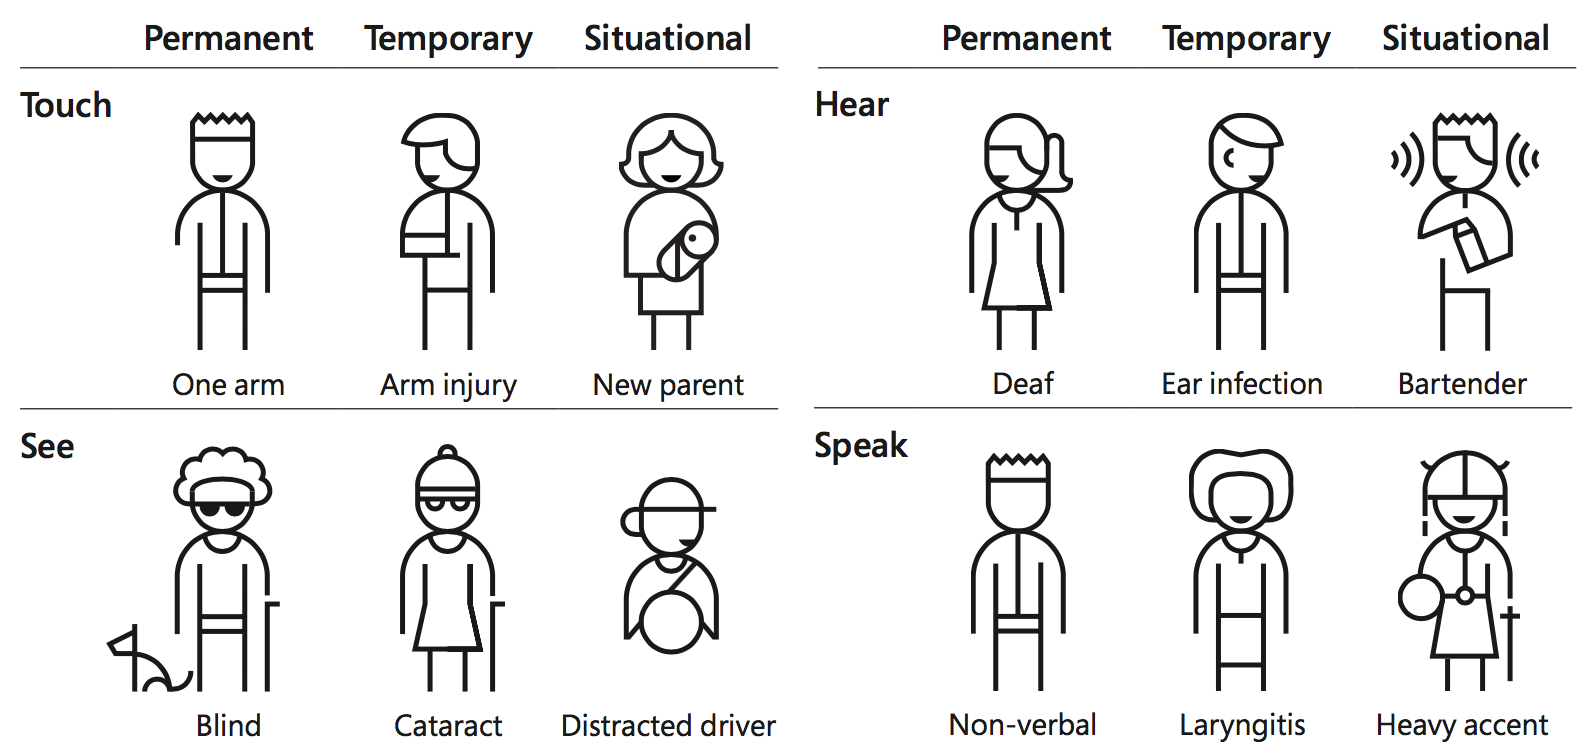 Permanent Temporary Situational
Touch
One arm Arm injury New parent
See
Blind Cataract Distracted driver
Permanent Temporary Situational
Hear
Deaf Ear infection Bartender
Speak
Non-verbal Laryngitis Heavy accent